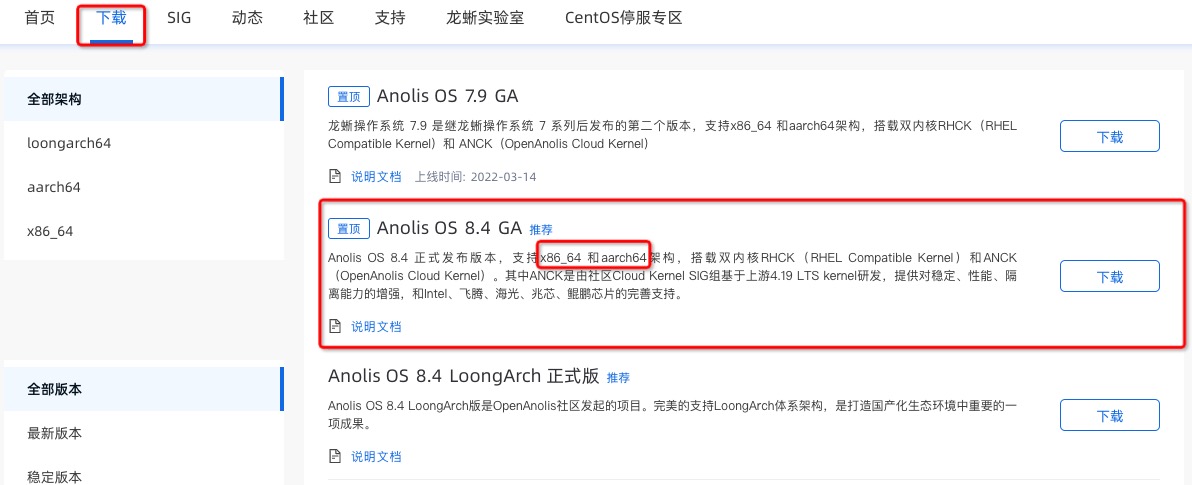 首页 下载 SIG 动态 社区 支持 龙蜥实验室 CentOS停服专区
全部架构
loongarch64
aarch64
x86_64
全部版本
最新版本
稳定版本
置顶 Anolis OS 7.9 GA
龙蜥操作系统 7.9 是继龙蜥操作系统 7 系列后发布的第二个版本，支持x86_64 和aarch64架构，搭载双内核RHCK（RHEL
Compatible Kernel）和 ANCK（OpenAnolis Cloud Kernel）
说明文档 上线时间: 2022-03-14
下载
置顶 Anolis OS 8.4 GA 推荐
Anolis OS 8.4 正式发布版本，支持x86_64 和aarch64架构，搭载双内核RHCK（RHEL Compatible Kernel）和ANCK
（OpenAnolis Cloud Kernel）。其中ANCK是由社区Cloud Kernel SIG组基于上游4.19 LTS kernel研发，提供对稳定、性能、隔
离能力的增强，和Intel、飞腾、海光、兆芯、鲲鹏芯片的完善支持。
说明文档
下载
Anolis OS 8.4 LoongArch 正式版 推荐
Anolis OS 8.4 LoongArch版是OpenAnolis社区发起的项目。完美的支持LoongArch体系架构，是打造国产化生态环境中重要的一
项成果。
说明文档
下载